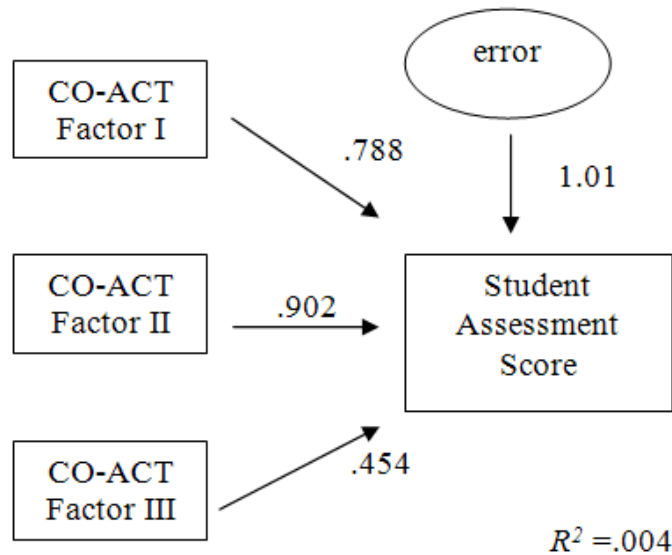 error
CO-ACT
Factor I
.788
1.01
CO-ACT
Factor II
.902
Student
Assessment
Score
CO-ACT
Factor III
.454
R² =.004